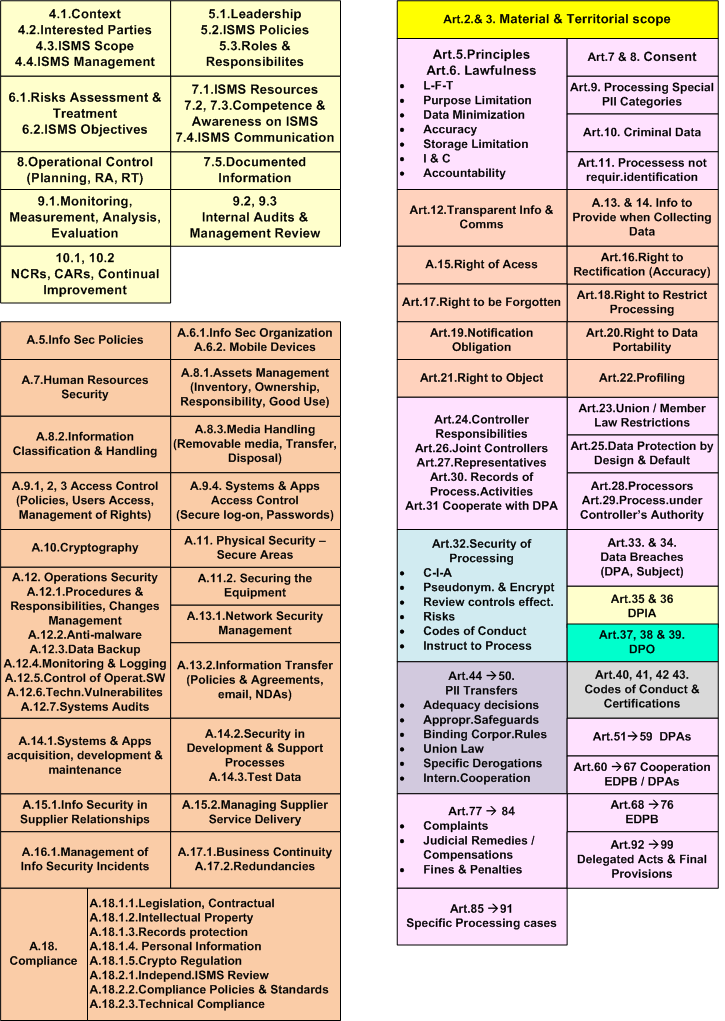 4.1.Context
4.2.Interested Parties
4.3.ISMS Scope
4.4.ISMS Management
5.1.Leadership
5.2.ISMS Policies
5.3.Roles &
Responsibilites
6.1.Risks Assessment &
Treatment
6.2.ISMS Objectives
7.1.ISMS Resources
7.2, 7.3.Competence &
Awareness on ISMS
7.4.ISMS Communication
8.Operational Control
(Planning, RA, RT)
7.5.Documented
Information
9.1.Monitoring,
Measurement, Analysis,
Evaluation
9.2, 9.3
Internal Audits &
Management Review
10.1, 10.2
NCRs, CARs, Continual
Improvement
A.5.Info Sec Policies
A.6.1.Info Sec Organization
A.6.2. Mobile Devices
A.7.Human Resources
Security
A.8.1.Assets Management
(Inventory, Ownership,
Responsibility, Good Use)
A.8.2.Information
Classification & Handling
A.8.3.Media Handling
(Removable media, Transfer,
Disposal)
A.9.1, 2, 3 Access Control
(Policies, Users Access,
Management of Rights)
A.9.4. Systems & Apps
Access Control
(Secure log-on, Passwords)
A.10.Cryptography
A.11. Physical Security –
Secure Areas
A.12. Operations Security
A.12.1.Procedures &
Responsibilities, Changes
Management
A.12.2.Anti-malware
A.12.3.Data Backup
A.12.4.Monitoring & Logging
A.12.5.Control of Operat.SW
A.12.6.Techn.Vulnerabilites
A.12.7.Systems Audits
A.11.2. Securing the
Equipment
A.13.1.Network Security
Management
A.13.2.Information Transfer
(Policies & Agreements,
email, NDAs)
A.14.1.Systems & Apps
acquisition, development &
maintenance
A.14.2.Security in
Development & Support
Processes
A.14.3.Test Data
A.15.1.Info Security in
Supplier Relationships
A.15.2.Managing Supplier
Service Delivery
A.16.1.Management of
Info Security Incidents
A.17.1.Business Continuity
A.17.2.Redundancies
A.18.
Compliance
A.18.1.1.Legislation, Contractual
A.18.1.2.Intellectual Property
A.18.1.3.Records protection
A.18.1.4. Personal Information
A.18.1.5.Crypto Regulation
A.18.2.1.Independ.ISMS Review
A.18.2.2.Compliance Policies & Standards
A.18.2.3.Technical Compliance
Art.2.& 3. Material & Territorial scope
Art.5.Principles
Art.6. Lawfulness
• L-F-T
• Purpose Limitation
• Data Minimization
• Accuracy
• Storage Limitation
• I & C
• Accountability
Art.7 & 8. Consent
Art.9. Processing Special
PII Categories
Art.10. Criminal Data
Art.11. Processess not
requir.identification
Art.12.Transparent Info &
Comms
A.13. & 14. Info to
Provide when Collecting
Data
A.15.Right of Acess
Art.16.Right to
Rectification (Accuracy)
Art.17.Right to be Forgotten
Art.18.Right to Restrict
Processing
Art.19.Notification
Obligation
Art.20.Right to Data
Portability
Art.21.Right to Object
Art.22.Profiling
Art.24.Controller
Responsibilities
Art.26.Joint Controllers
Art.27.Representatives
Art.30. Records of
Process.Activities
Art.31 Cooperate with DPA
Art.23.Union / Member
Law Restrictions
Art.25.Data Protection by
Design & Default
Art.28.Processors
Art.29.Process.under
Controller’s Authority
Art.32.Security of
Processing
• C-I-A
• Pseudonym. & Encrypt
• Review controls effect.
• Risks
• Codes of Conduct
• Instruct to Process
Art.33. & 34.
Data Breaches
(DPA, Subject)
Art.35 & 36
DPIA
Art.37, 38 & 39.
DPO
Art.44 → 50.
PII Transfers
• Adequacy decisions
• Appropr.Safeguards
• Binding Corpor.Rules
• Union Law
• Specific Derogations
• Intern.Cooperation
Art.40, 41, 42 43.
Codes of Conduct &
Certifications
Art.51→ 59 DPAs
Art.60 → 67 Cooperation
EDPB / DPAs
Art.77 → 84
• Complaints
• Judicial Remedies /
Compensations
• Fines & Penalties
Art.68 → 76
EDPB
Art.92 → 99
Delegated Acts & Final
Provisions
Art.85 → 91
Specific Processing cases